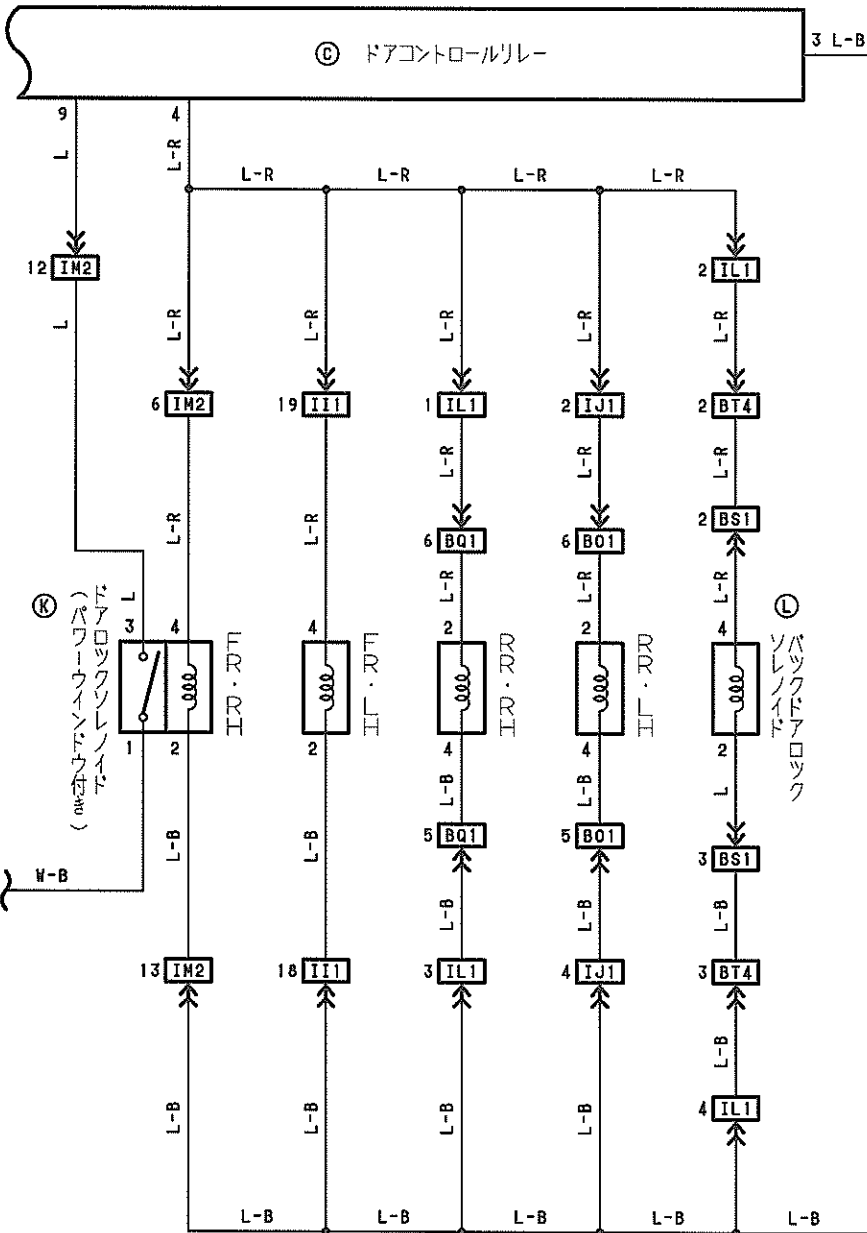 Ⓒ ドアコントロールリレー
3 L-B
9 4
L L-R
L-R L-R L-R L-R
12 IM2
2 IL1
L L-R L-R L-R L-R L-R
6 IM2 19 II1 1 IL1 2 IJ1 2 BT4
L-R L-R L-R
2 BS1
L-R L-R
6 BQ1 6 BO1
L-R L-R L-R
Ⓚ ドアロックソレノイド
(パワーウインドウ付き)
L
3 4 4 2 2 4
FR・RH FR・LH RR・RH RR・LH
Ⓛ バックドアロック
ソレノイド
1 2 2 4 4 2
L-B L-B L-B L-B L
5 BQ1 5 BO1
3 BS1
W-B
L-B L-B L-B
13 IM2 18 II1 3 IL1 4 IJ1 3 BT4
L-B
4 IL1
L-B L-B L-B L-B
L-B L-B L-B L-B L-B